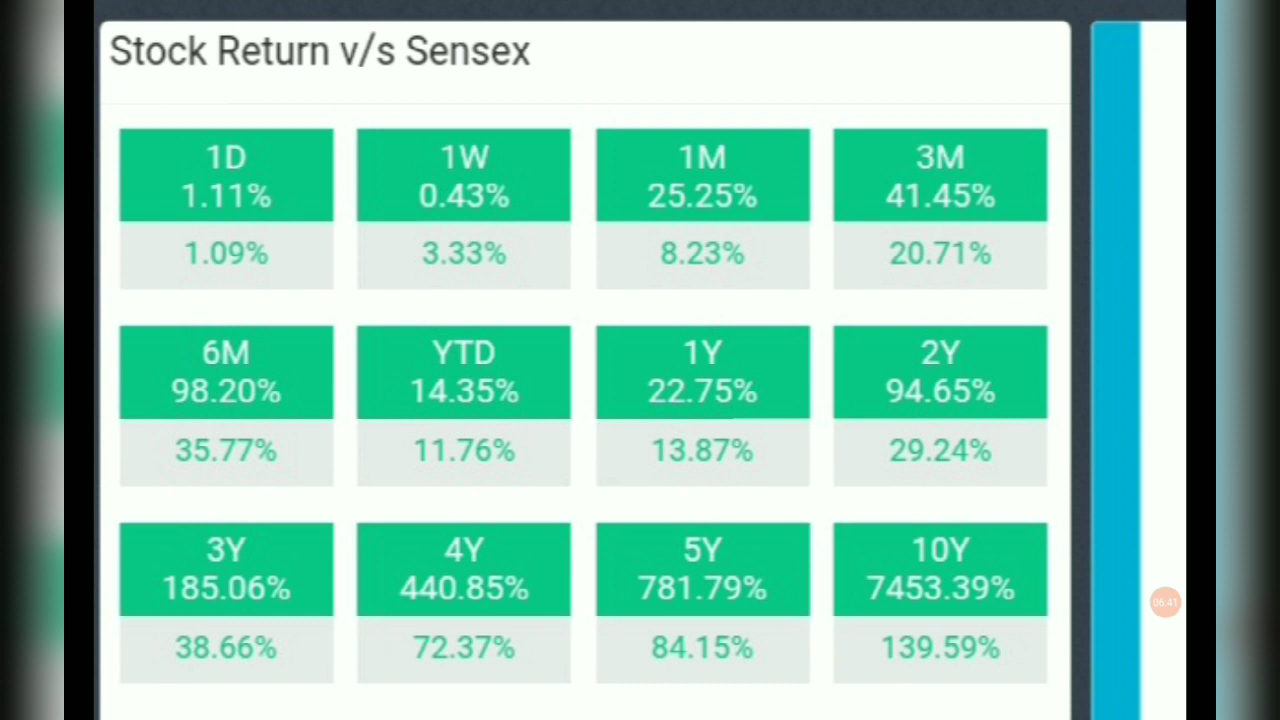 Stock Return v/s Sensex
1D
1.11%
1.09%
1W
0.43%
3.33%
1M
25.25%
8.23%
3M
41.45%
20.71%
6M
98.20%
35.77%
YTD
14.35%
11.76%
1Y
22.75%
13.87%
2Y
94.65%
29.24%
3Y
185.06%
38.66%
4Y
440.85%
72.37%
5Y
781.79%
84.15%
10Y
7453.39%
139.59%
06:41